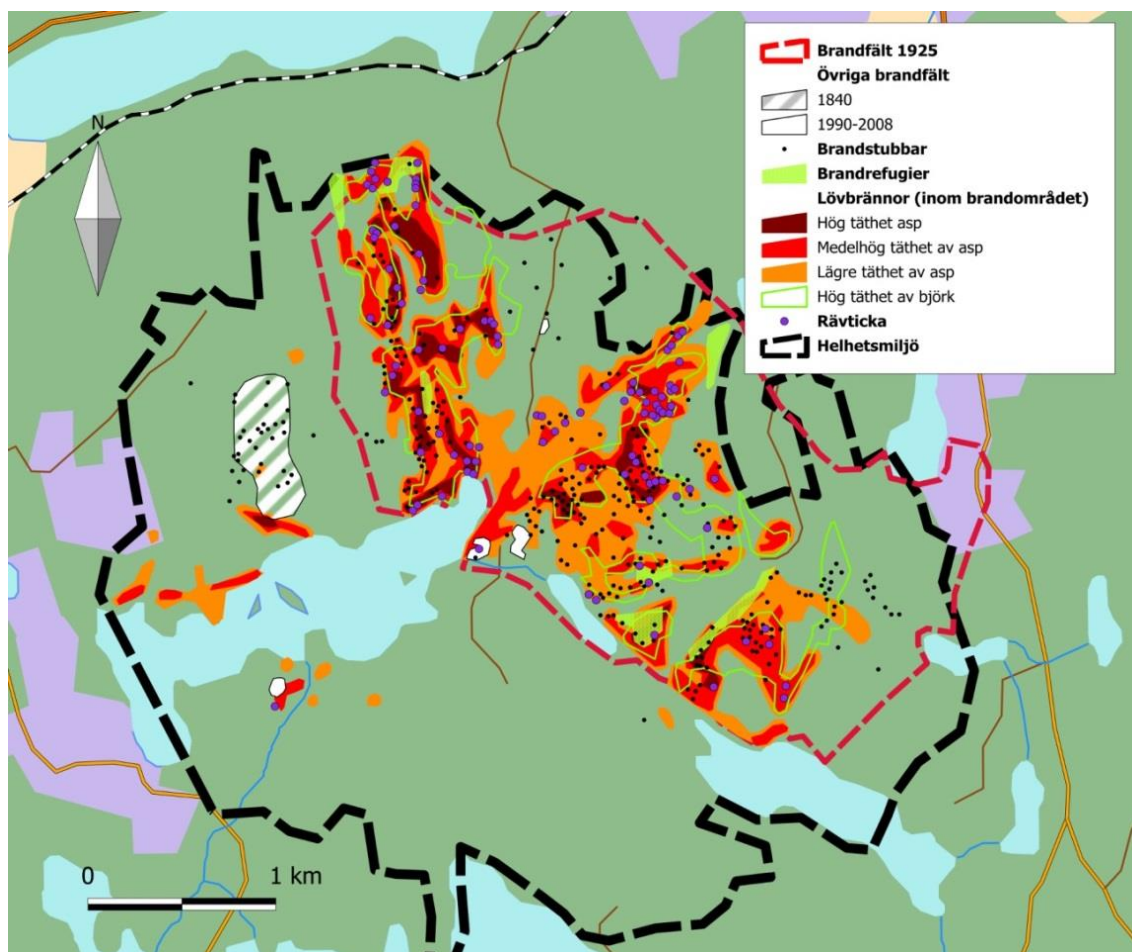 Brandfält 1925
Övriga brandfält
1840
1990-2008
Brandstubbar
Brandrefugier
Lövbrännor (inom brandområdet)
Hög täthet asp
Medelhög täthet av asp
Lägre täthet av asp
Hög täthet av björk
Rävticka
Helhetsmiljö
N
0 1 km